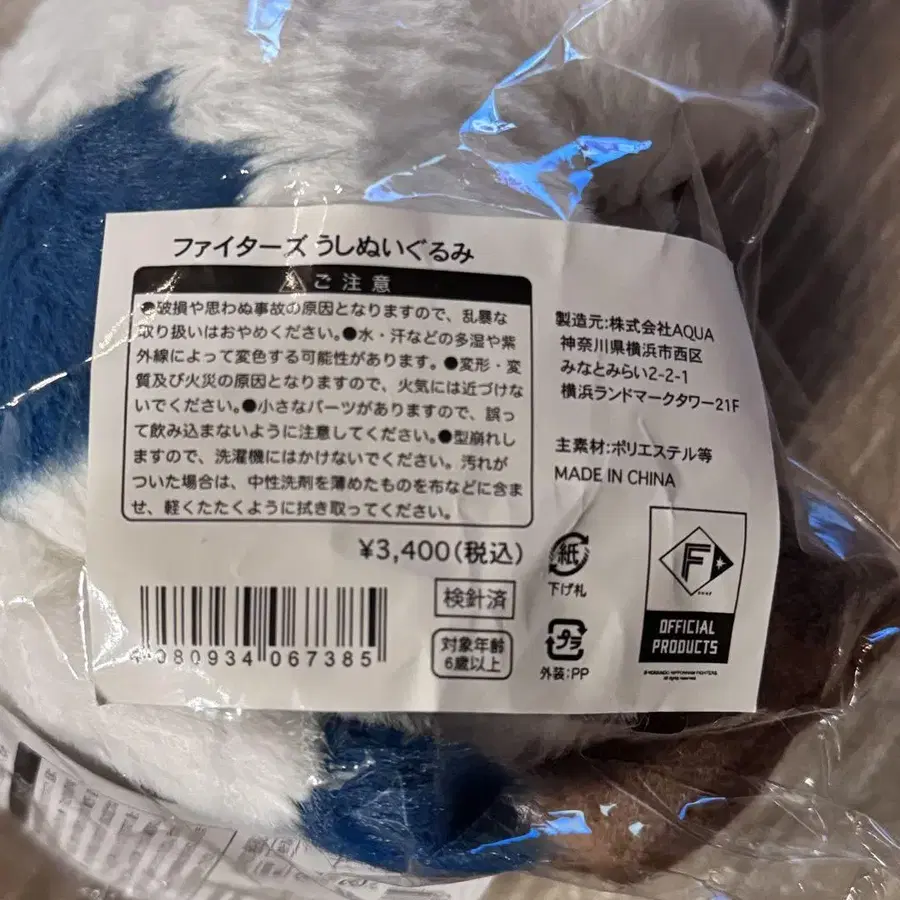 ファイターズ うしぬいぐるみ
ご注意
●破損や思わぬ事故の原因となりますので、乱暴な
取り扱いはおやめください。●水・汗などの多湿や紫
外線によって変色する可能性があります。●変形・変
質及び火災の原因となりますので、火気には近づけな
いでください。●小さなパーツがありますので、誤っ
て飲み込まないように注意してください。●型崩れし
ますので、洗濯機にはかけないでください。汚れが
ついた場合は、中性洗剤を薄めたものを布などに含ま
せ、軽くたたくように拭き取ってください。
¥3,400(税込)
4 080934 067385
検針済
対象年齢
6歳以上
製造元:株式会社AQUA
神奈川県横浜市西区
みなとみらい2-2-1
横浜ランドマークタワー21F
主素材:ポリエステル等
MADE IN CHINA
紙
下げ札
プラ
外装:PP
F
OFFICIAL
PRODUCTS
© HOKKAIDO NIPPON-HAM FIGHTERS
All rights reserved.